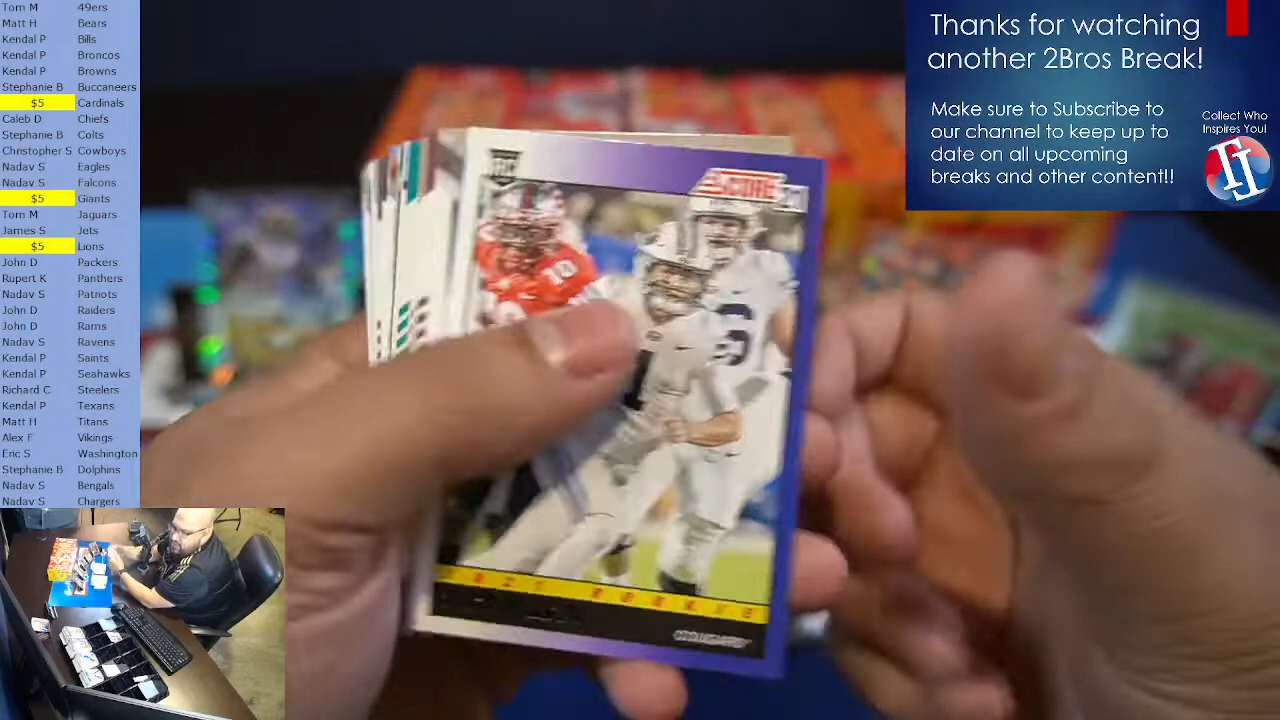 Tom M 49ers
Matt H Bears
Kendal P Bills
Kendal P Broncos
Kendal P Browns
Stephanie B Buccaneers
$5 Cardinals
Caleb D Chiefs
Stephanie B Colts
Christopher S Cowboys
Nadav S Eagles
Nadav S Falcons
$5 Giants
Tom M Jaguars
James S Jets
$5 Lions
John D Packers
Rupert K Panthers
Nadav S Patriots
John D Raiders
John D Rams
Nadav S Ravens
Kendal P Saints
Kendal P Seahawks
Richard C Steelers
Kendal P Texans
Matt H Titans
Alex F Vikings
Eric S Washington
Stephanie B Dolphins
Nadav S Bengals
Nadav S Chargers
Thanks for watching
another 2Bros Break!
Make sure to Subscribe to
our channel to keep up to
date on all upcoming
breaks and other content!!
Collect Who
Inspires You!
SCORE
10